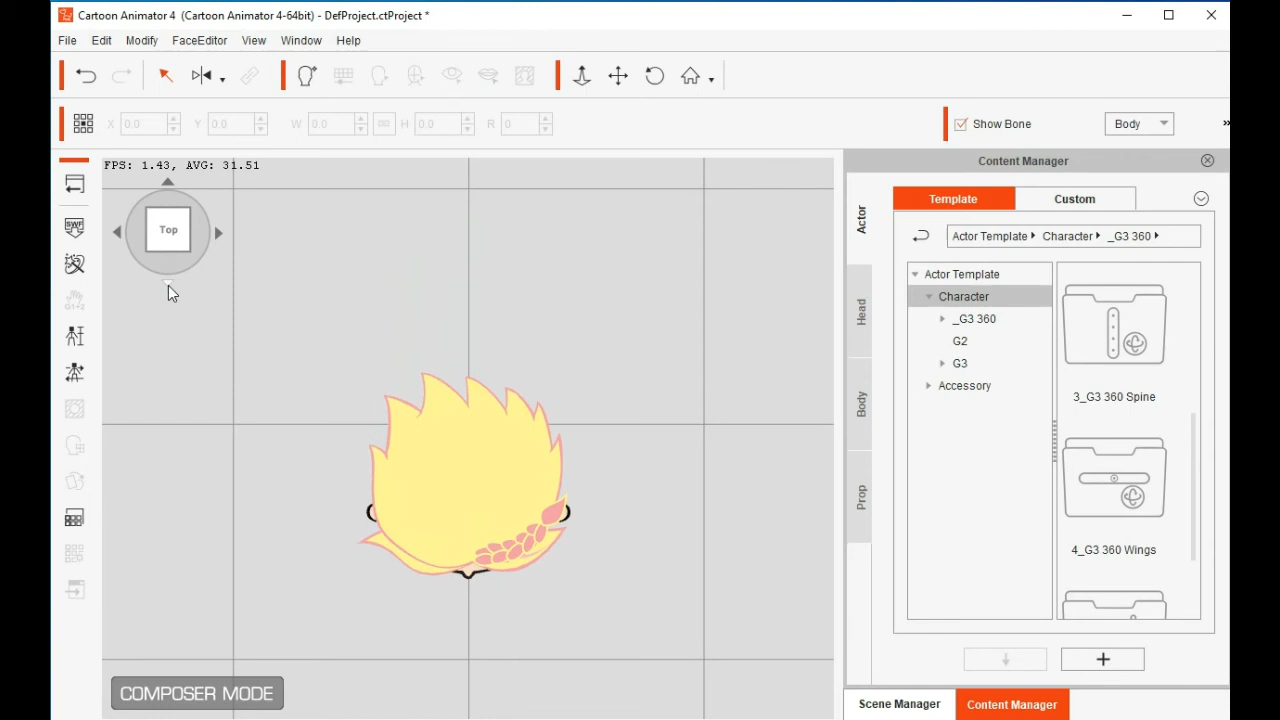 Cartoon Animator 4 (Cartoon Animator 4-64bit) - DefProject.ctProject *
File Edit Modify FaceEditor View Window Help
X 0.0 Y 0.0 W 0.0 H 0.0 R 0 Show Bone Body »
FPS: 1.43, AVG: 31.51
Content Manager
Template Custom
Top
SWF
Actor Template Character _G3 360
Actor Template
Character
_G3 360
G2
G3
Accessory
3_G3 360 Spine
4_G3 360 Wings
Actor
Head
Body
Prop
COMPOSER MODE
Scene Manager Content Manager